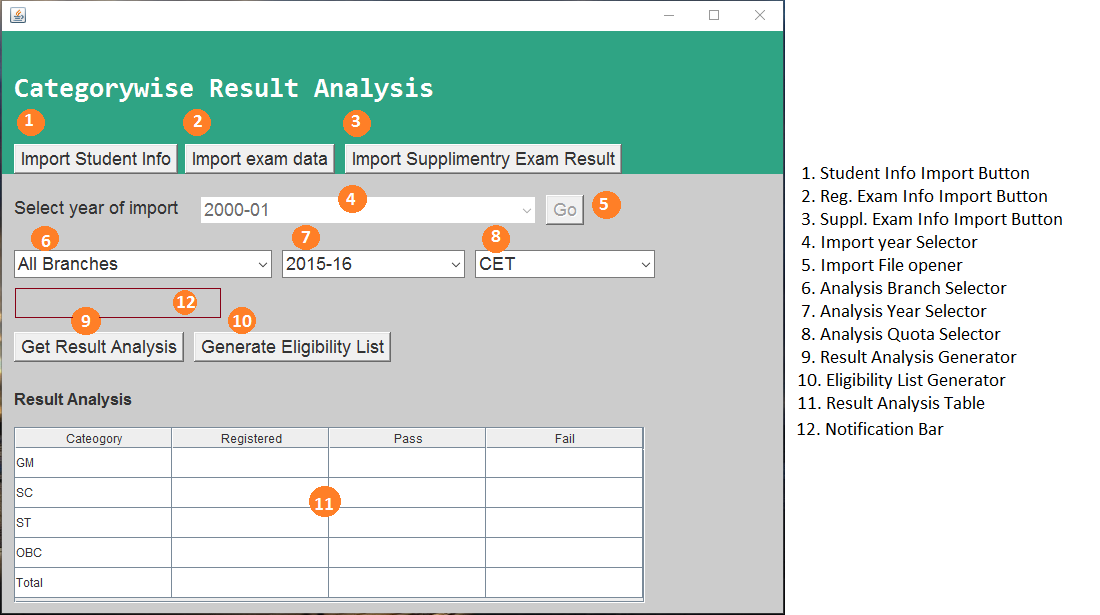 Categorywise Result Analysis
1 2 3
Import Student Info Import exam data Import Supplimentry Exam Result
Select year of import 2000-01 4 Go 5
6 7 8
All Branches 2015-16 CET
12
9 10
Get Result Analysis Generate Eligibility List
Result Analysis
Cateogory Registered Pass Fail
GM
SC
11
ST
OBC
Total
1. Student Info Import Button
2. Reg. Exam Info Import Button
3. Suppl. Exam Info Import Button
4. Import year Selector
5. Import File opener
6. Analysis Branch Selector
7. Analysis Year Selector
8. Analysis Quota Selector
9. Result Analysis Generator
10. Eligibility List Generator
11. Result Analysis Table
12. Notification Bar